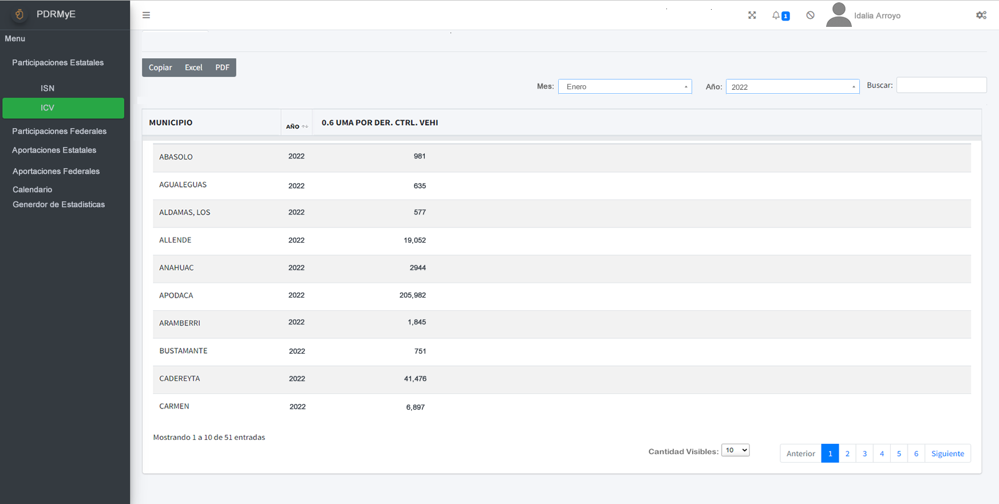 PDRMyE
1
Idalia Arroyo
Menu
Participaciones Estatales
ISN
ICV
Participaciones Federales
Aportaciones Estatales
Aportaciones Federales
Calendario
Generdor de Estadisticas
Copiar Excel PDF
Mes: Enero Año: 2022 Buscar:
MUNICIPIO AÑO 0.6 UMA POR DER. CTRL. VEHI
ABASOLO 2022 981
AGUALEGUAS 2022 635
ALDAMAS, LOS 2022 577
ALLENDE 2022 19,052
ANAHUAC 2022 2944
APODACA 2022 205,982
ARAMBERRI 2022 1,845
BUSTAMANTE 2022 751
CADEREYTA 2022 41,476
CARMEN 2022 6,897
Mostrando 1 a 10 de 51 entradas
Cantidad Visibles: 10 Anterior 1 2 3 4 5 6 Siguiente